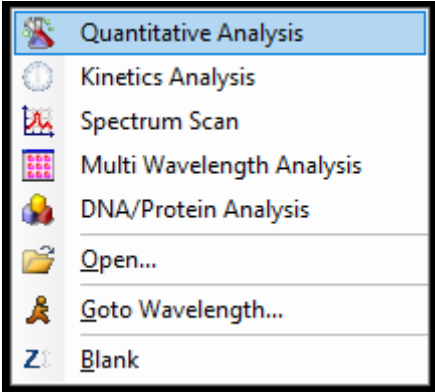 Quantitative Analysis
Kinetics Analysis
Spectrum Scan
Multi Wavelength Analysis
DNA/Protein Analysis
Open...
Goto Wavelength...
Blank